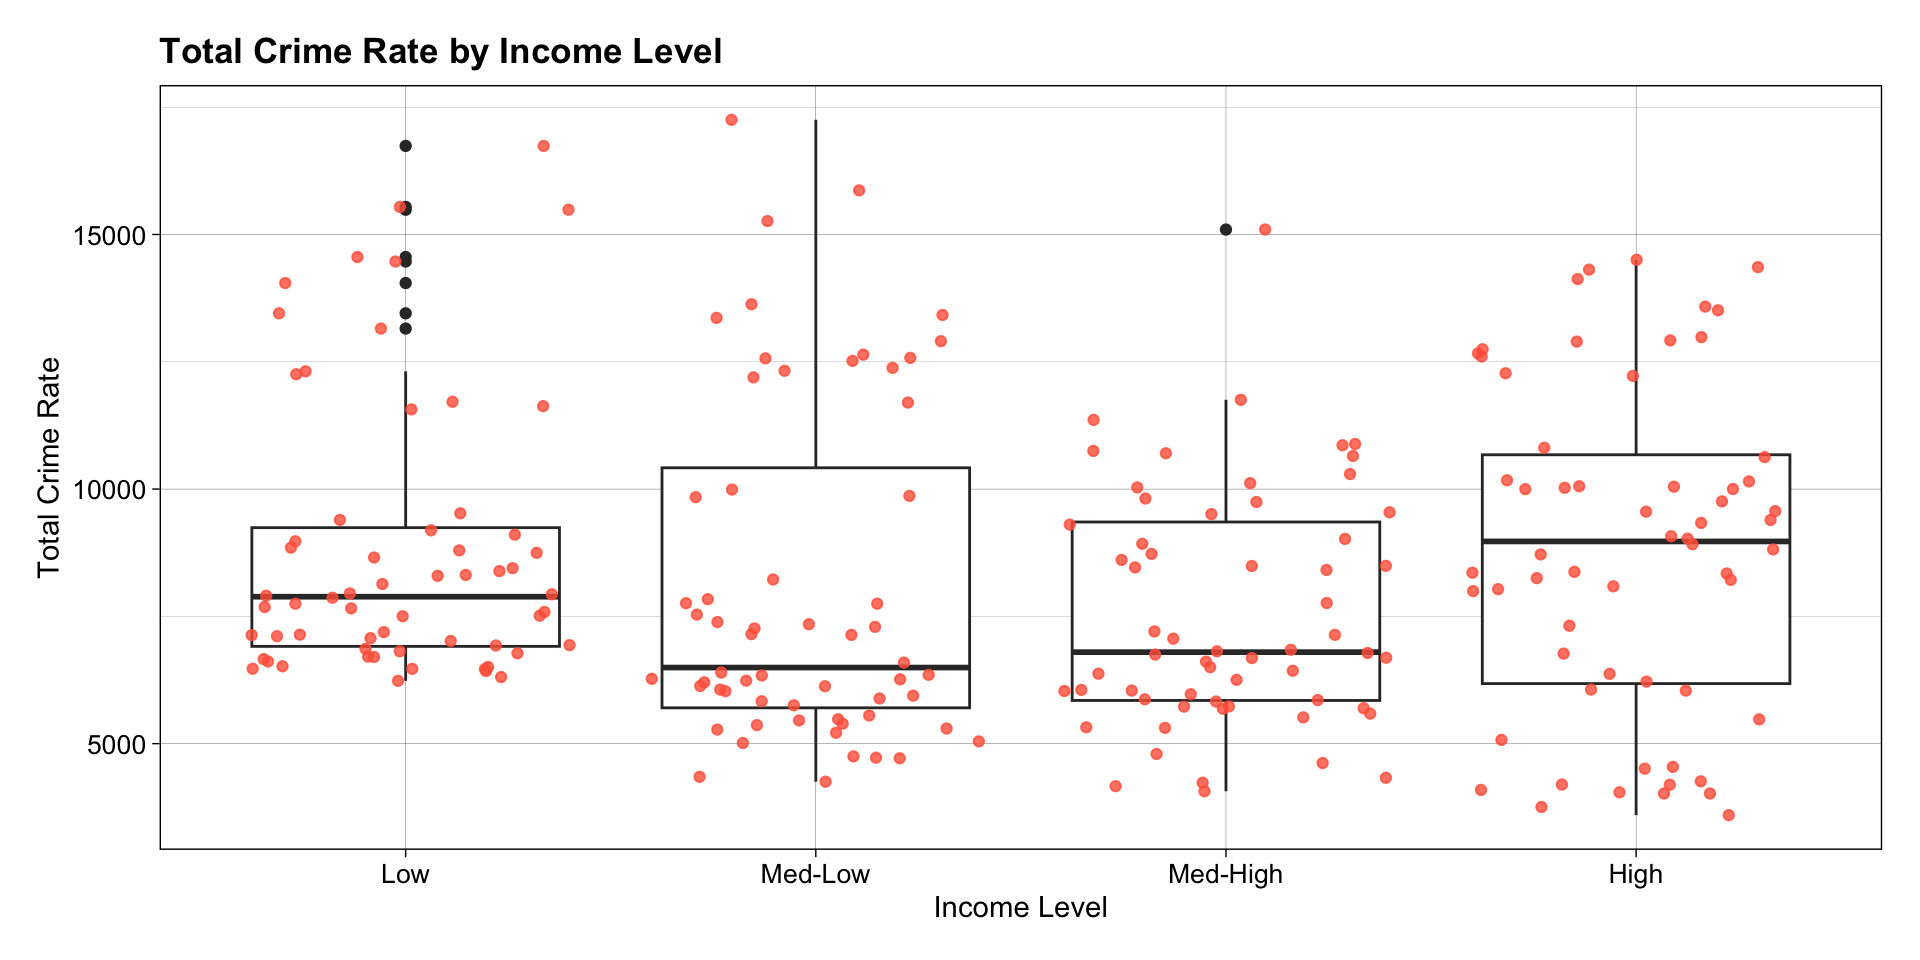 Total Crime Rate by Income Level
Total Crime Rate
15000
10000
5000
Low
Med-Low
Med-High
High
Income Level